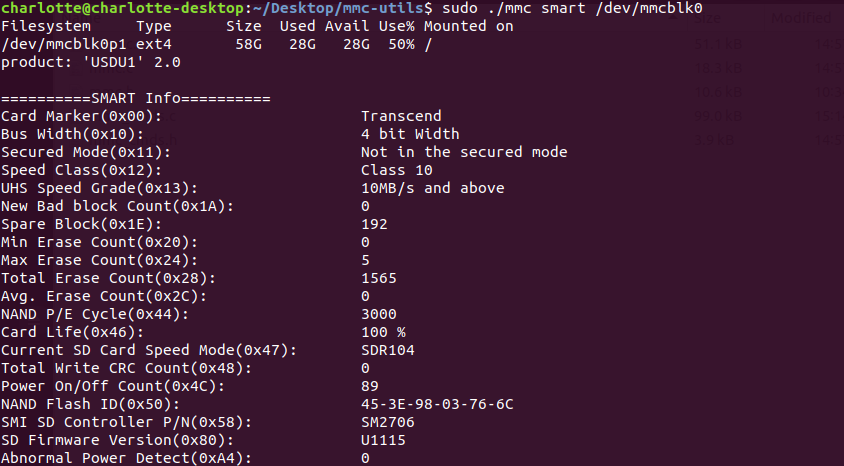 charlotte@charlotte-desktop:~/Desktop/mmc-utils$ sudo ./mmc smart /dev/mmcblk0
Filesystem     Type      Size  Used Avail Use% Mounted on
/dev/mmcblk0p1 ext4       58G   28G   28G  50% /
product: 'USDU1' 2.0

==========SMART Info==========
Card Marker(0x00):                      Transcend
Bus Width(0x10):                        4 bit Width
Secured Mode(0x11):                     Not in the secured mode
Speed Class(0x12):                      Class 10
UHS Speed Grade(0x13):                  10MB/s and above
New Bad block Count(0x1A):              0
Spare Block(0x1E):                      192
Min Erase Count(0x20):                  0
Max Erase Count(0x24):                  5
Total Erase Count(0x28):                1565
Avg. Erase Count(0x2C):                 0
NAND P/E Cycle(0x44):                   3000
Card Life(0x46):                        100 %
Current SD Card Speed Mode(0x47):       SDR104
Total Write CRC Count(0x48):            0
Power On/Off Count(0x4C):               89
NAND Flash ID(0x50):                    45-3E-98-03-76-6C
SMI SD Controller P/N(0x58):            SM2706
SD Firmware Version(0x80):              U1115
Abnormal Power Detect(0xA4):            0
Size Modified